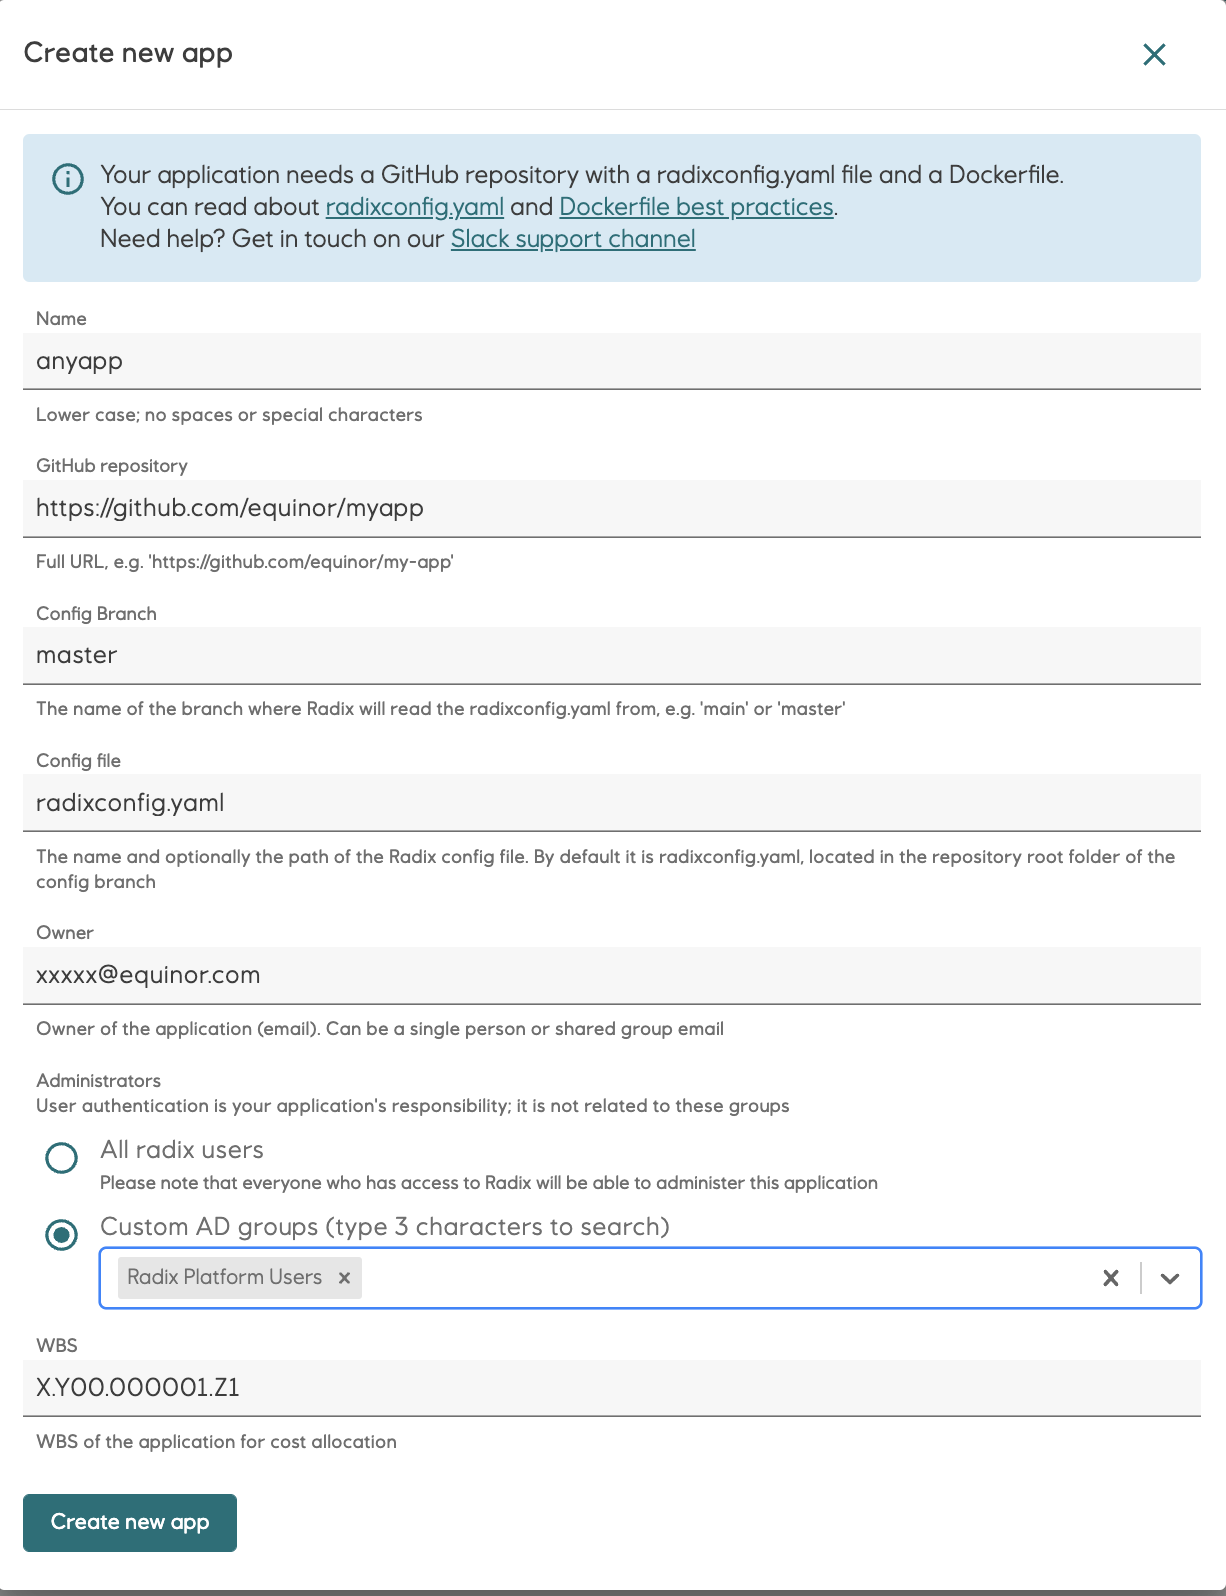 Create new app
Your application needs a GitHub repository with a radixconfig.yaml file and a Dockerfile.
You can read about radixconfig.yaml and Dockerfile best practices.
Need help? Get in touch on our Slack support channel
Name
anyapp
Lower case; no spaces or special characters
GitHub repository
https://github.com/equinor/myapp
Full URL, e.g. 'https://github.com/equinor/my-app'
Config Branch
master
The name of the branch where Radix will read the radixconfig.yaml from, e.g. 'main' or 'master'
Config file
radixconfig.yaml
The name and optionally the path of the Radix config file. By default it is radixconfig.yaml, located in the repository root folder of the
config branch
Owner
xxxxx@equinor.com
Owner of the application (email). Can be a single person or shared group email
Administrators
User authentication is your application's responsibility; it is not related to these groups
All radix users
Please note that everyone who has access to Radix will be able to administer this application
Custom AD groups (type 3 characters to search)
Radix Platform Users
WBS
X.Y00.000001.Z1
WBS of the application for cost allocation
Create new app